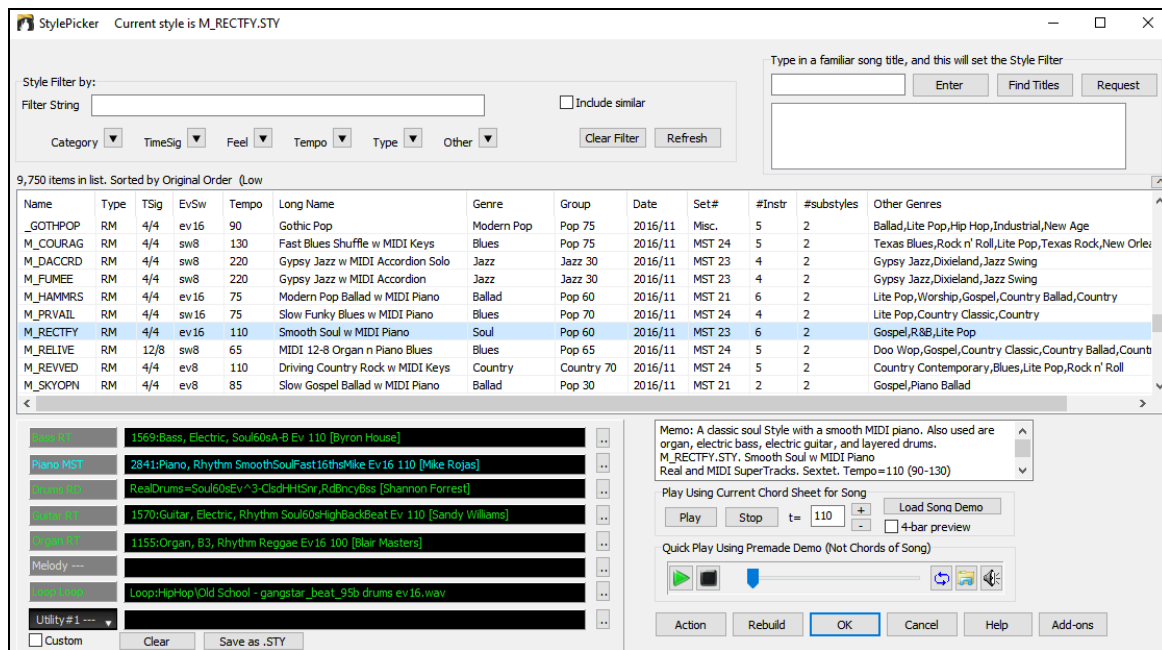 StylePicker Current style is M_RECTFY.STY
Type in a familiar song title, and this will set the Style Filter
Style Filter by:
Enter Find Titles Request
Filter String Include similar
Category TimeSig Feel Tempo Type Other Clear Filter Refresh
9,750 items in list. Sorted by Original Order (Low
Name Type TSig EvSw Tempo Long Name Genre Group Date Set# #Instr #substyles Other Genres
_GOTHPOP RM 4/4 ev16 90 Gothic Pop Modern Pop Pop 75 2016/11 Misc. 5 2 Ballad,Lite Pop,Hip Hop,Industrial,New Age
M_COURAG RM 4/4 sw8 130 Fast Blues Shuffle w MIDI Keys Blues Pop 75 2016/11 MST 24 5 2 Texas Blues,Rock n' Roll,Lite Pop,Texas Rock,New Orlea
M_DACCRD RM 4/4 sw8 220 Gypsy Jazz w MIDI Accordion Solo Jazz Jazz 30 2016/11 MST 23 4 2 Gypsy Jazz,Dixieland,Jazz Swing
M_FUMEE RM 4/4 sw8 220 Gypsy Jazz w MIDI Accordion Jazz Jazz 30 2016/11 MST 23 4 2 Gypsy Jazz,Dixieland,Jazz Swing
M_HAMMRS RM 4/4 ev16 75 Modern Pop Ballad w MIDI Piano Ballad Pop 60 2016/11 MST 21 6 2 Lite Pop,Worship,Gospel,Country Ballad,Country
M_PRVAIL RM 4/4 sw16 75 Slow Funky Blues w MIDI Piano Blues Pop 70 2016/11 MST 24 4 2 Lite Pop,Country Classic,Country
M_RECTFY RM 4/4 ev16 110 Smooth Soul w MIDI Piano Soul Pop 60 2016/11 MST 23 6 2 Gospel,R&B,Lite Pop
M_RELIVE RM 12/8 sw8 65 MIDI 12-8 Organ n Piano Blues Blues Pop 65 2016/11 MST 24 5 2 Doo Wop,Gospel,Country Classic,Country Ballad,Count
M_REVVED RM 4/4 ev8 110 Driving Country Rock w MIDI Keys Country Country 70 2016/11 MST 24 5 2 Country Contemporary,Blues,Lite Pop,Rock n' Roll
M_SKYOPN RM 4/4 ev8 85 Slow Gospel Ballad w MIDI Piano Ballad Pop 30 2016/11 MST 21 2 2 Gospel,Piano Ballad
Bass RT 1569:Bass, Electric, Soul60sA-B Ev 110 [Byron House] ..
Piano MST 2841:Piano, Rhythm SmoothSoulFast16thsMike Ev16 110 [Mike Rojas] ..
Drums RD RealDrums=Soul60sEv^3-ClsdHHtSnr,RdBncyBss [Shannon Forrest] ..
Guitar RT 1570:Guitar, Electric, Rhythm Soul60sHighBackBeat Ev 110 [Sandy Williams] ..
Organ RT 1155:Organ, B3, Rhythm Reggae Ev16 100 [Blair Masters] ..
Melody --- ..
Loop Loop Loop:HipHop\Old School - gangstar_beat_95b drums ev16.wav ..
Utility#1 --- ..
Custom Clear Save as .STY
Memo: A classic soul Style with a smooth MIDI piano. Also used are
organ, electric bass, electric guitar, and layered drums.
M_RECTFY.STY. Smooth Soul w MIDI Piano
Real and MIDI SuperTracks. Sextet. Tempo=110 (90-130)
Play Using Current Chord Sheet for Song
Play Stop t= 110 + - Load Song Demo
4-bar preview
Quick Play Using Premade Demo (Not Chords of Song)
Action Rebuild OK Cancel Help Add-ons